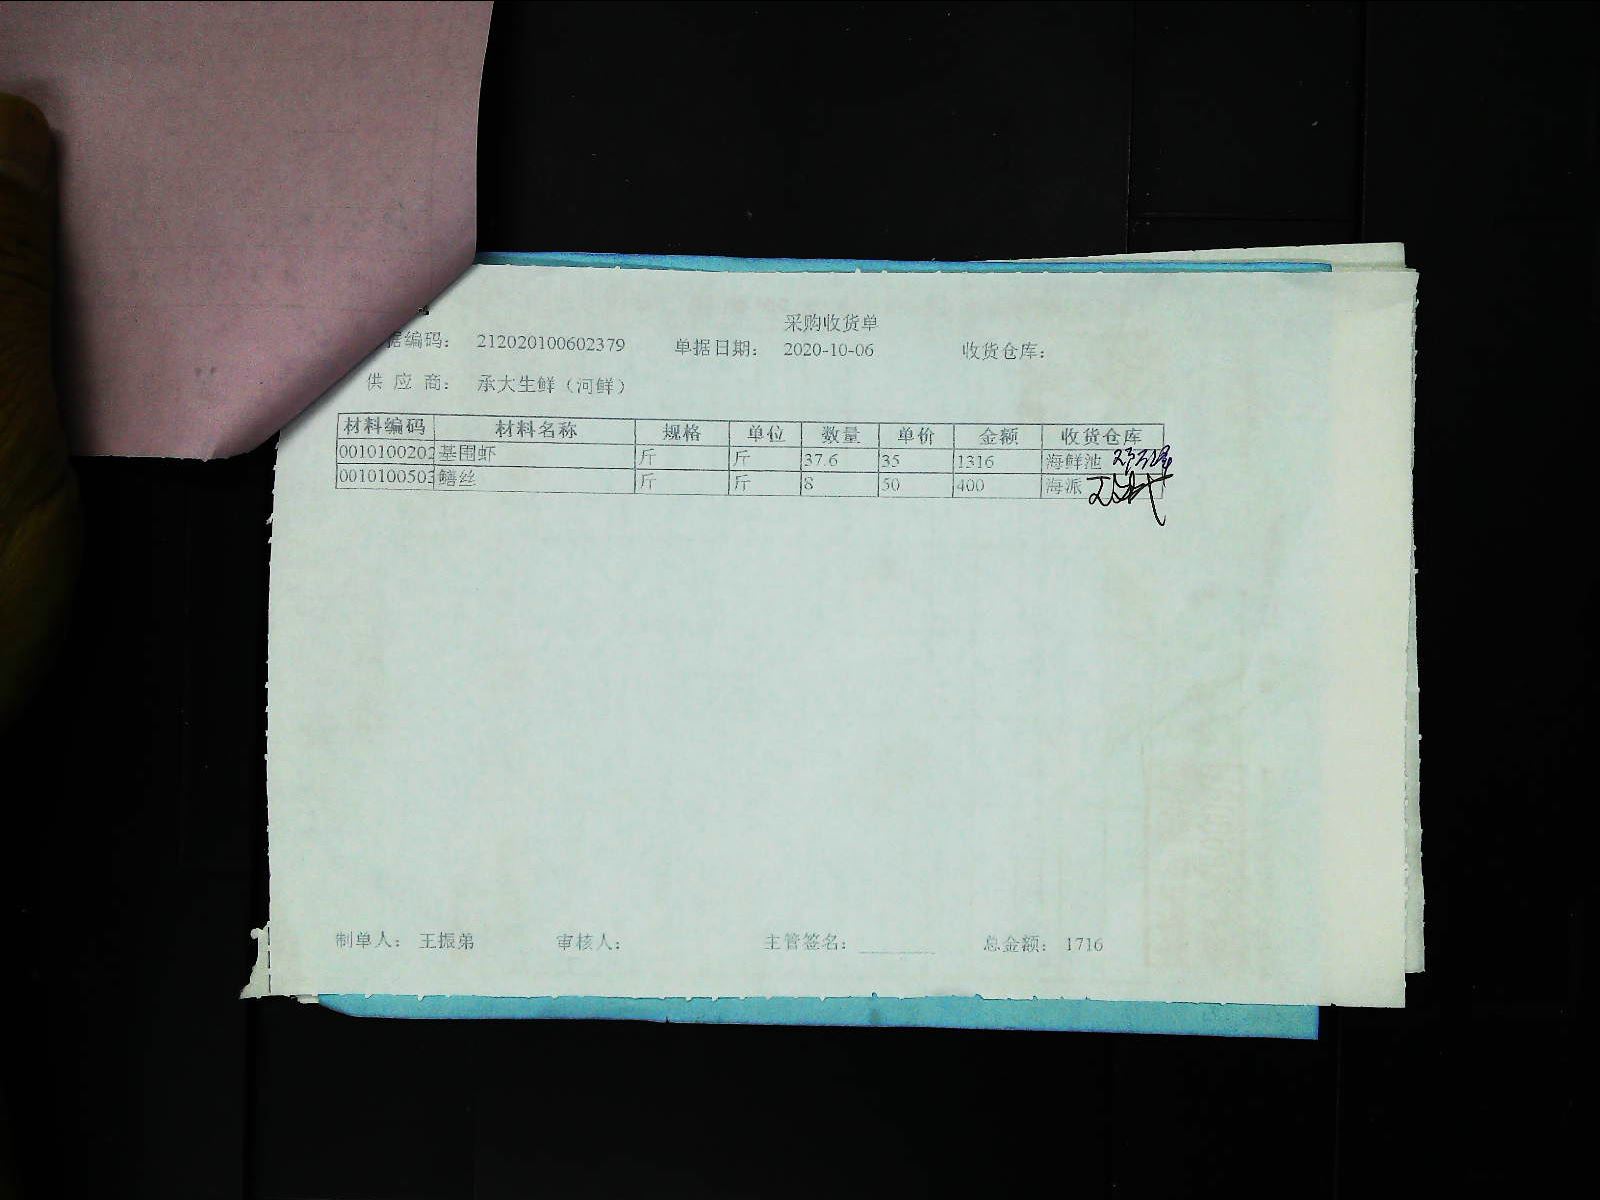 采购收货单
据编码： 212020100602379 单据日期： 2020-10-06 收货仓库：
供 应 商： 承大生鲜（河鲜）
材料编码 材料名称 规格 单位 数量 单价 金额 收货仓库
0010100202 基围虾 斤 斤 37.6 35 1316 海鲜池
0010100503 鳝丝 斤 斤 8 50 400 海派
制单人： 王振弟 审核人： 主管签名： 总金额： 1716